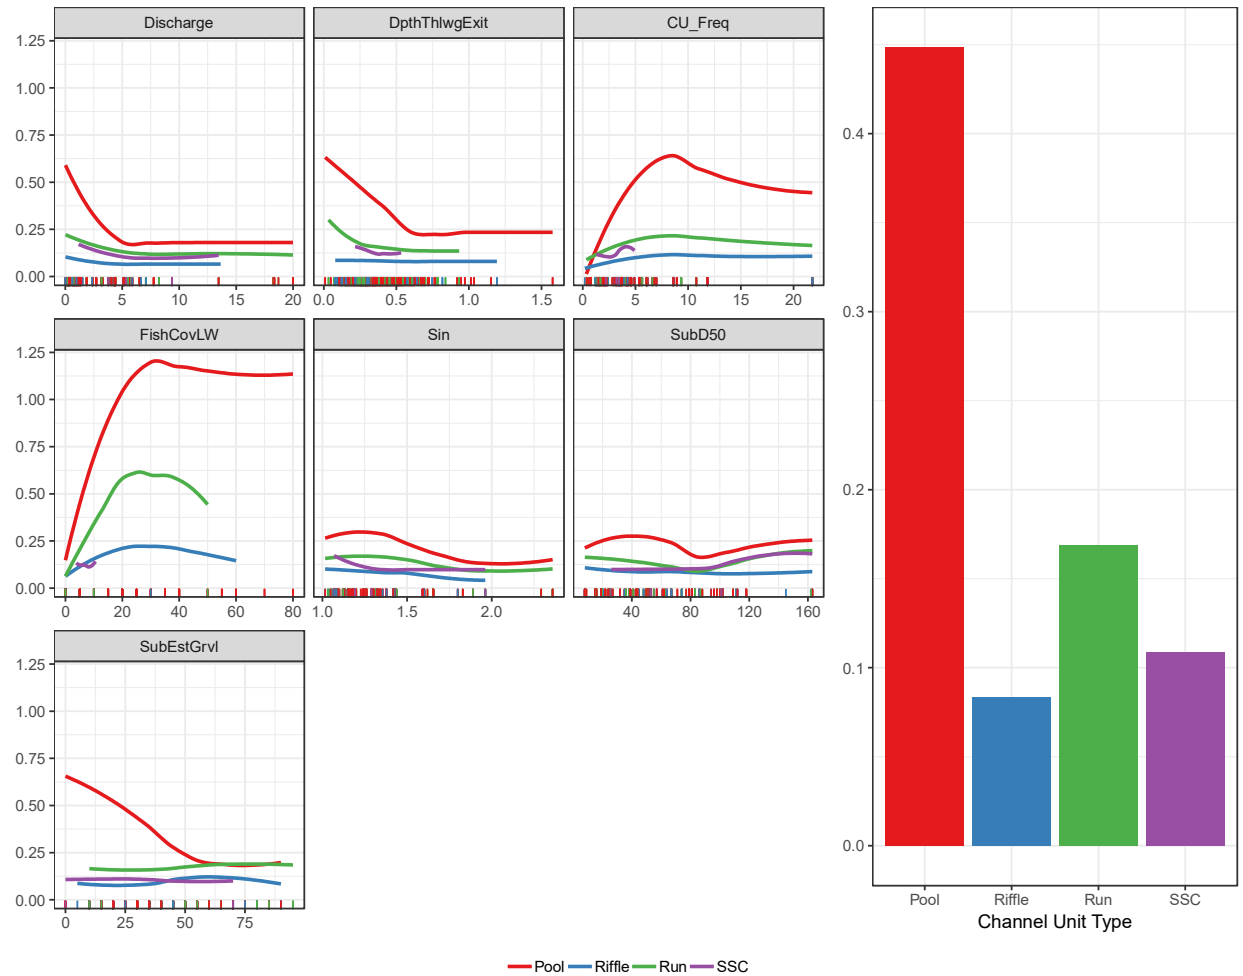 Discharge DpthThlwgExit CU_Freq
1.25
1.00
0.75
0.50
0.25
0.00
0 5 10 15 20
0.0 0.5 1.0 1.5
0 5 10 15 20
FishCovLW Sin SubD50
1.25
1.00
0.75
0.50
0.25
0.00
0 20 40 60 80
1.0 1.5 2.0
40 80 120 160
SubEstGrvl
1.25
1.00
0.75
0.50
0.25
0.00
0 25 50 75
0.4
0.3
0.2
0.1
0.0
Pool Riffle Run SSC
Channel Unit Type
Pool Riffle Run SSC